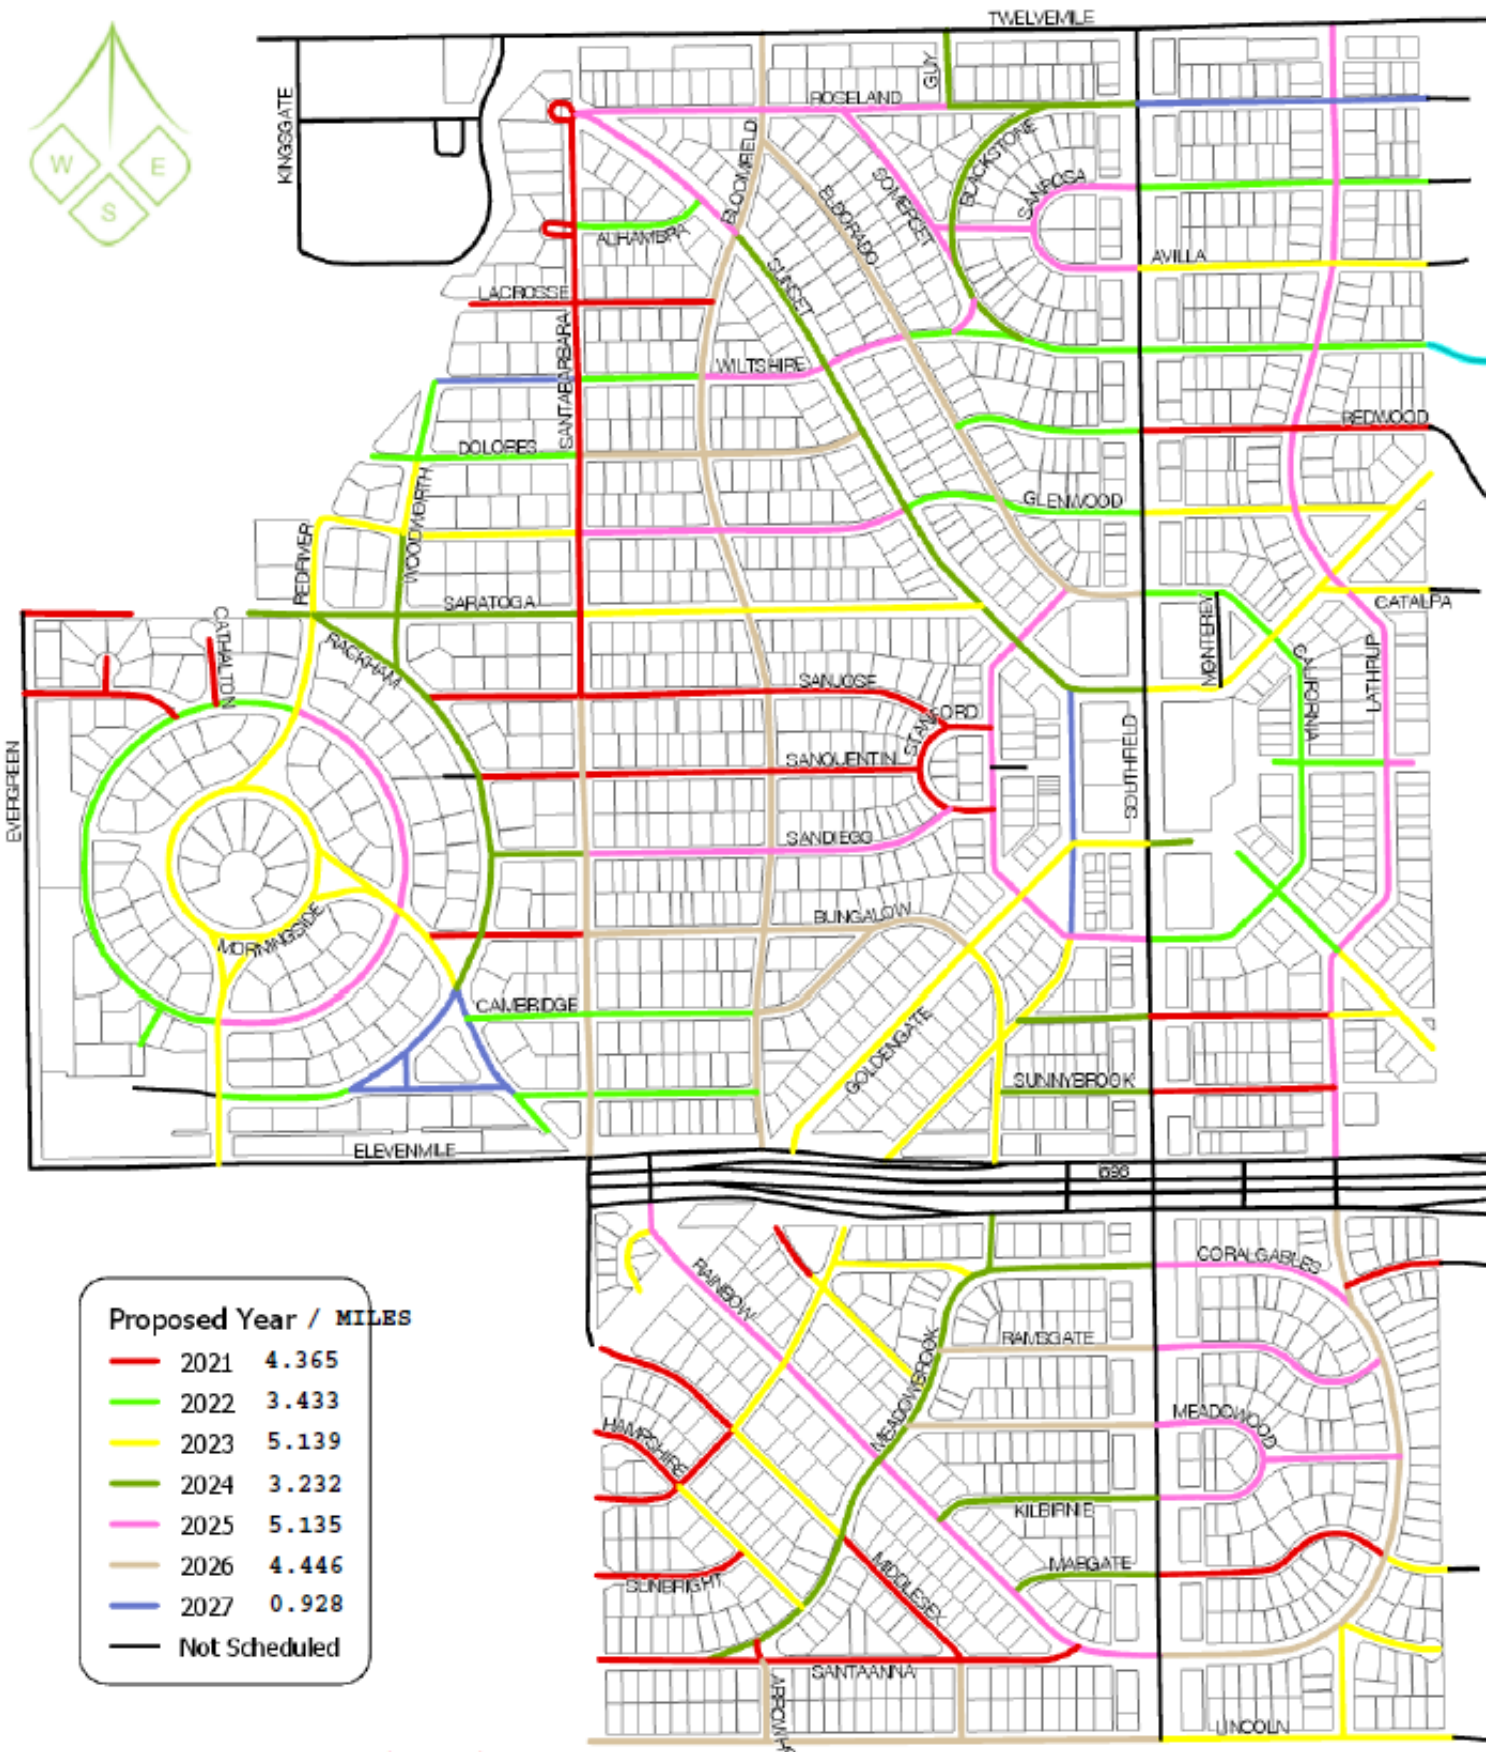 TWELVEMILE
GUY
KINGSGATE
ROSELAND
W
E
S
BLOOMFIELD
BLACKSTONE
SOMERSET
SANROSA
ELDORADO
ALHAMBRA
AVILLA
SUNSET
LACROSSE
SANTABARBARA
WILTSHIRE
REDWOOD
DOLORES
WOODWORTH
GLENWOOD
REDRIVER
SARATOGA
CATALPA
MONTEREY
CATHALTON
RACKHAM
CALIFORNIA
LATHRUP
SANJOSE
STANFORD
SOUTHFIELD
SANQUENTIN
EVERGREEN
SANDIEGO
BUNGALOW
MORNINGSIDE
CAMBRIDGE
GOLDENGATE
SUNNYBROOK
ELEVENMILE
I696
CORALGABLES
RAINBOW
RAMSGATE
MEADOWBROOK
MEADOWOOD
HAMPSHIRE
KILBIRNIE
MARGATE
SUNBRIGHT
MIDDLESEX
SANTAANNA
LINCOLN
Proposed Year / MILES
2021 4.365
2022 3.433
2023 5.139
2024 3.232
2025 5.135
2026 4.446
2027 0.928
Not Scheduled